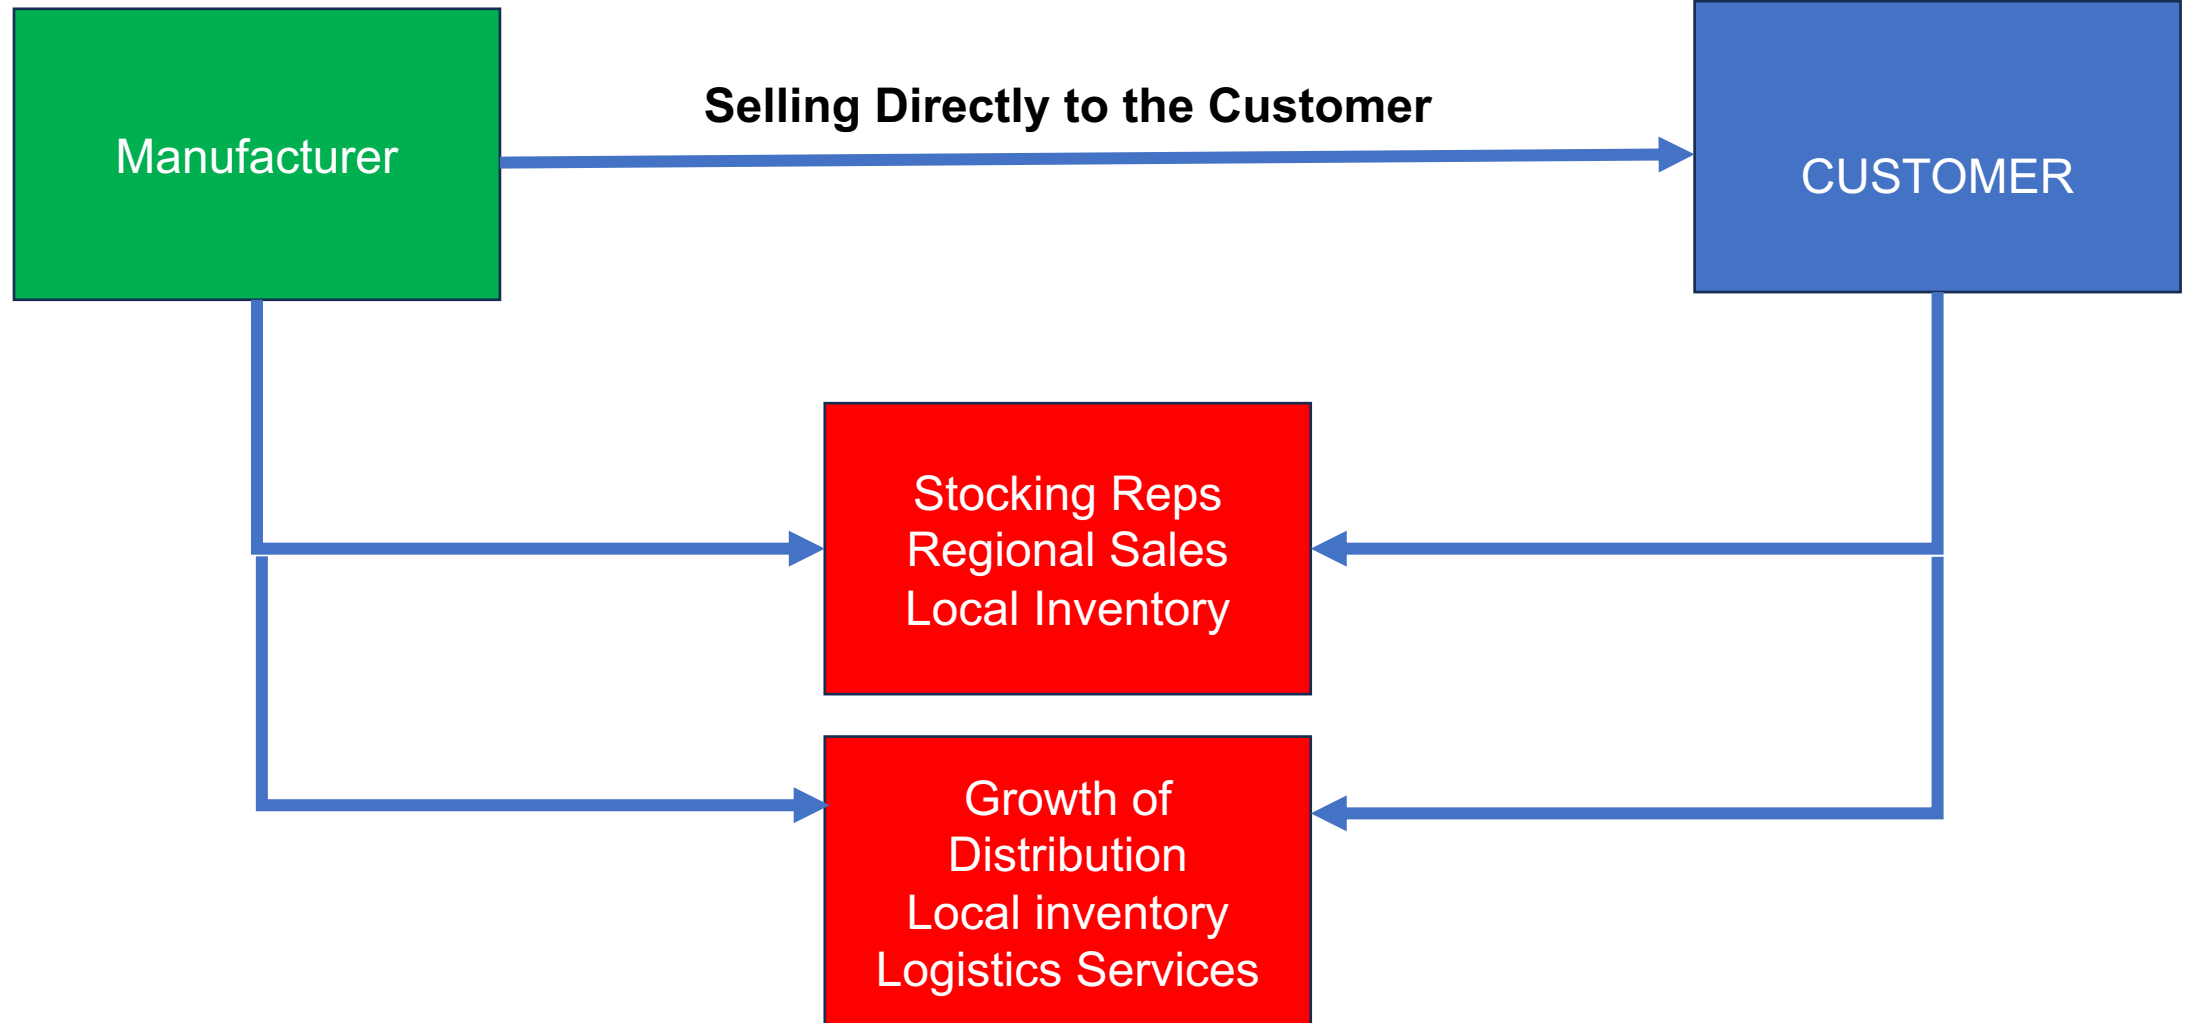 Selling Directly to the Customer
Manufacturer
CUSTOMER
Stocking Reps
Regional Sales
Local Inventory
Growth of
Distribution
Local inventory
Logistics Services